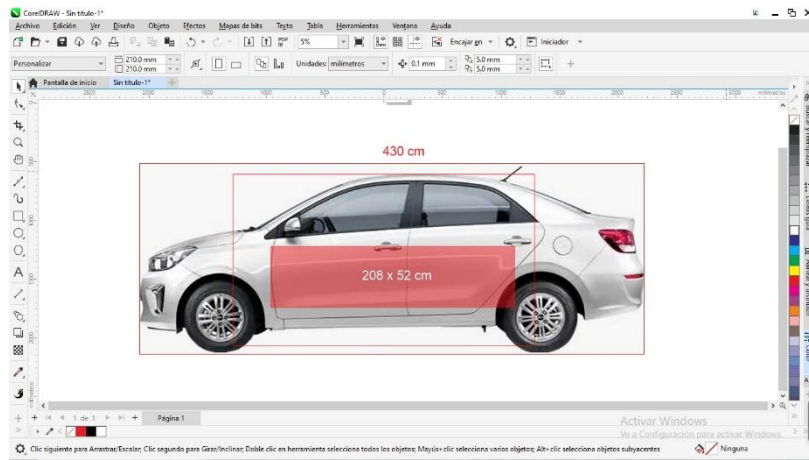 CorelDRAW - Sin título-1*
Archivo Edición Ver Diseño Objeto Efectos Mapas de bits Texto Tabla Herramientas Ventana Ayuda
5% Encajar en Iniciador
Personalizar 210.0 mm 210.0 mm Unidades: milímetros 0.1 mm 5.0 mm 5.0 mm
Pantalla de inicio Sin título-1*
430 cm
208 x 52 cm
1 de 1 Página 1
Activar Windows
Ve a Configuración para activar Windows.
Clic siguiente para Arrastrar/Escalar; Clic segundo para Girar/Inclinar; Doble clic en herramienta selecciona todos los objetos; Mayús+clic selecciona varios objetos; Alt+clic selecciona objetos subyacentes Ninguna